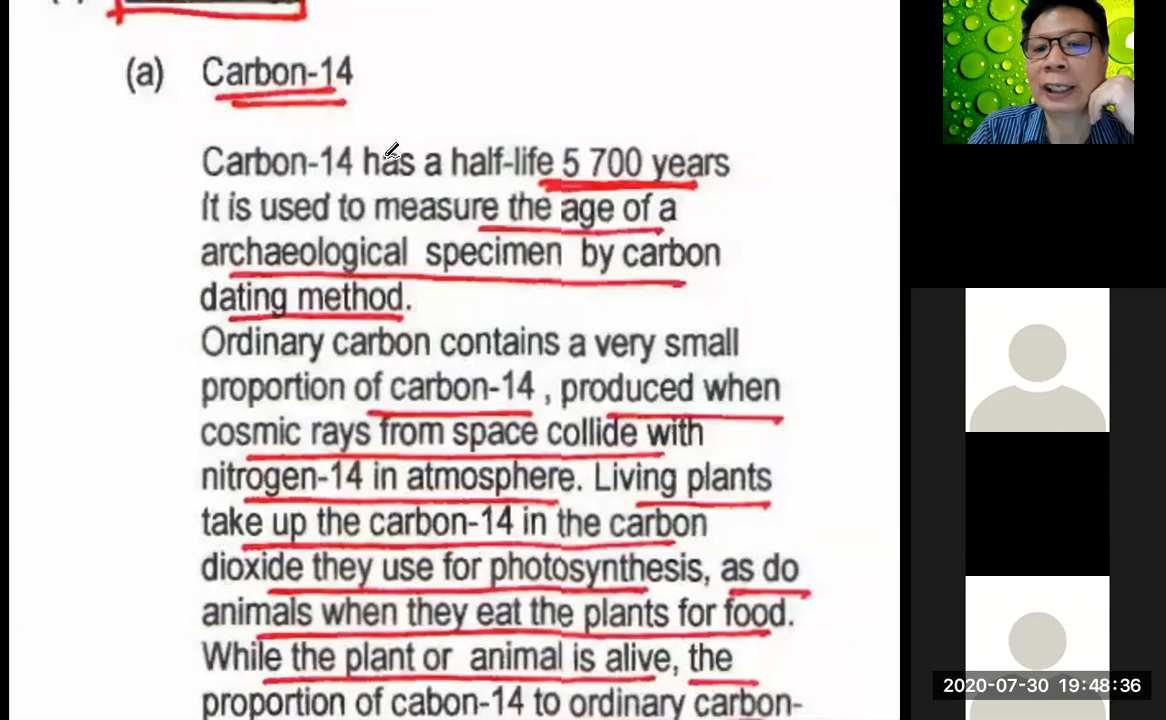 (a) Carbon-14
Carbon-14 has a half-life 5 700 years
It is used to measure the age of a
archaeological specimen by carbon
dating method.
Ordinary carbon contains a very small
proportion of carbon-14 , produced when
cosmic rays from space collide with
nitrogen-14 in atmosphere. Living plants
take up the carbon-14 in the carbon
dioxide they use for photosynthesis, as do
animals when they eat the plants for food.
While the plant or animal is alive, the
proportion of cabon-14 to ordinary carbon-
2020-07-30 19:48:36